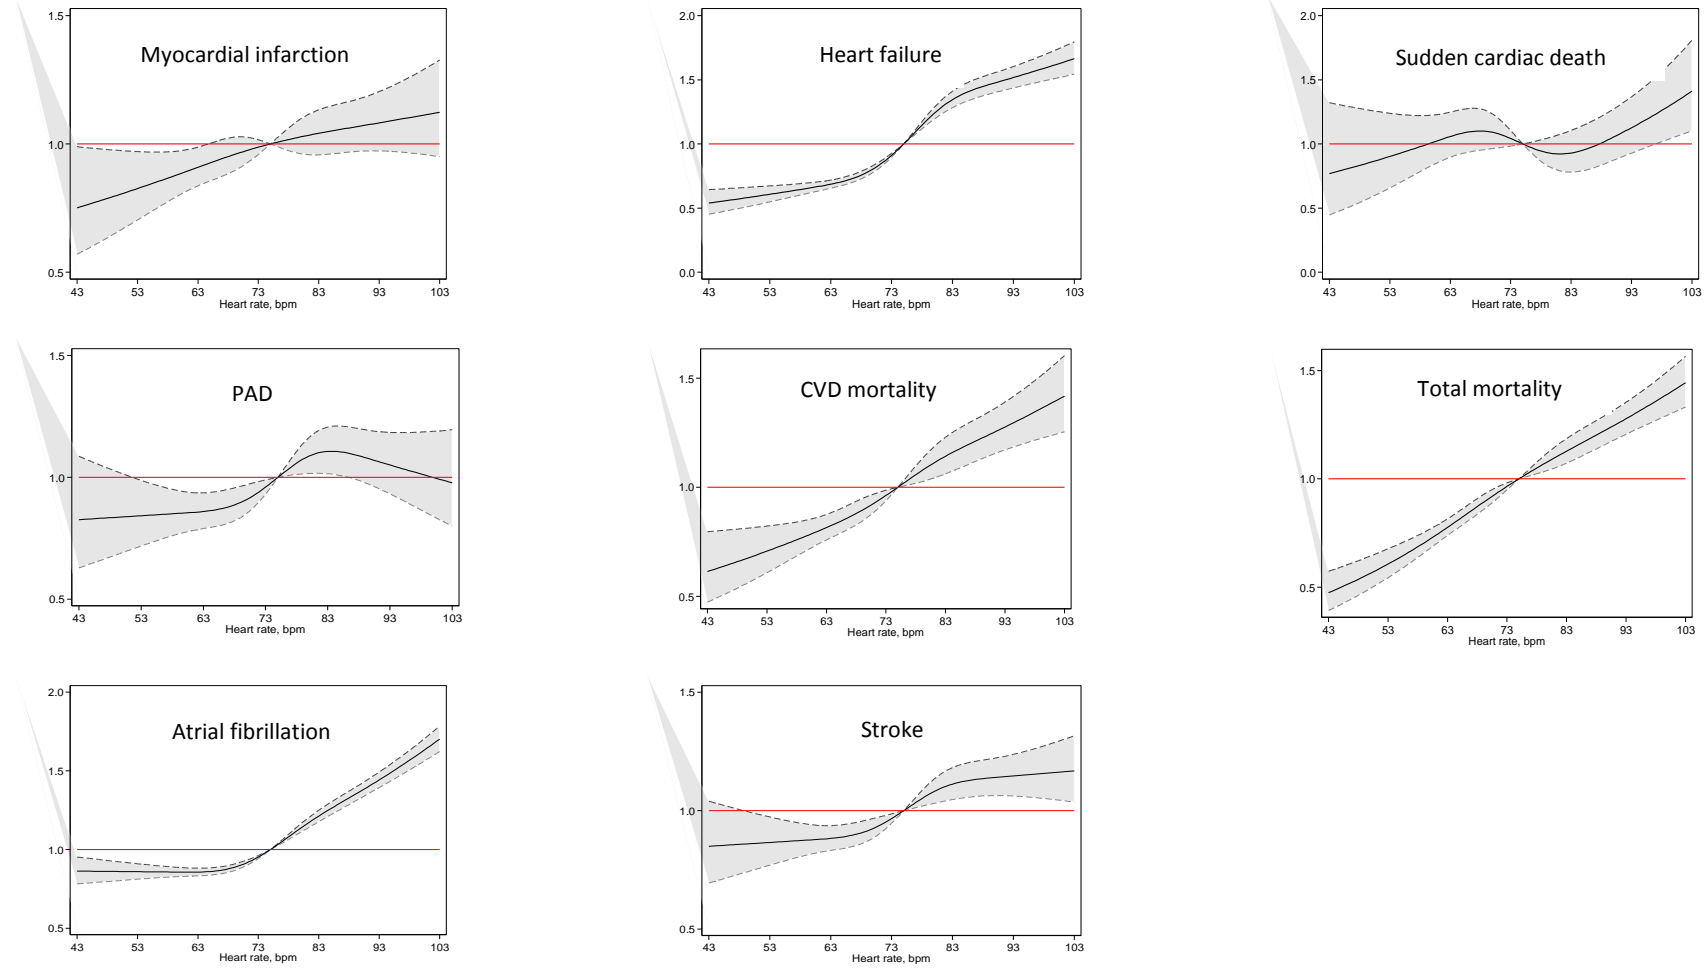 Myocardial infarction
1.5
1.0
0.5
43 53 63 73 83 93 103
Heart rate, bpm
Heart failure
2.0
1.5
1.0
0.5
0.0
43 53 63 73 83 93 103
Heart rate, bpm
Sudden cardiac death
2.0
1.5
1.0
0.5
0.0
43 53 63 73 83 93 103
Heart rate, bpm
PAD
1.5
1.0
0.5
43 53 63 73 83 93 103
Heart rate, bpm
CVD mortality
1.5
1.0
0.5
43 53 63 73 83 93 103
Heart rate, bpm
Total mortality
1.5
1.0
0.5
43 53 63 73 83 93 103
Heart rate, bpm
Atrial fibrillation
2.0
1.5
1.0
0.5
43 53 63 73 83 93 103
Heart rate, bpm
Stroke
1.5
1.0
0.5
43 53 63 73 83 93 103
Heart rate, bpm